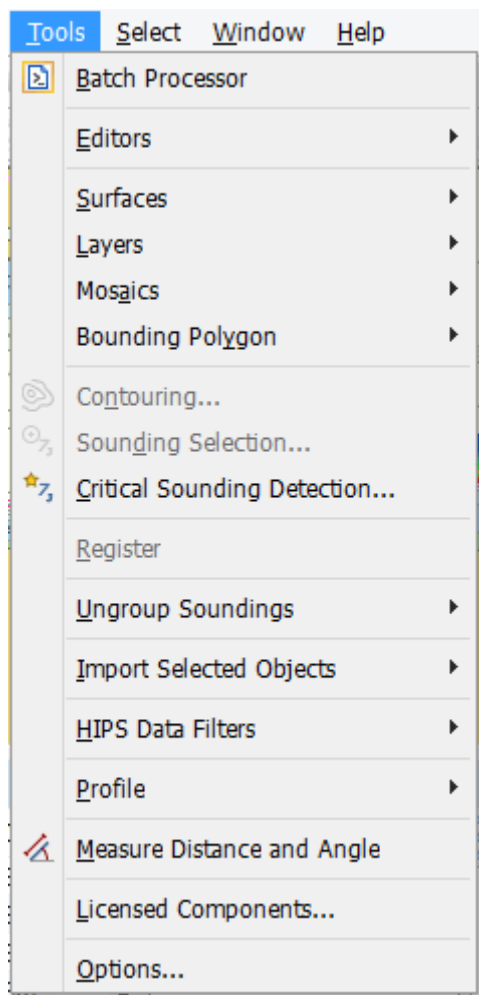 Tools Select Window Help
Batch Processor
Editors
Surfaces
Layers
Mosaics
Bounding Polygon
Contouring...
Sounding Selection...
Critical Sounding Detection...
Register
Ungroup Soundings
Import Selected Objects
HIPS Data Filters
Profile
Measure Distance and Angle
Licensed Components...
Options...